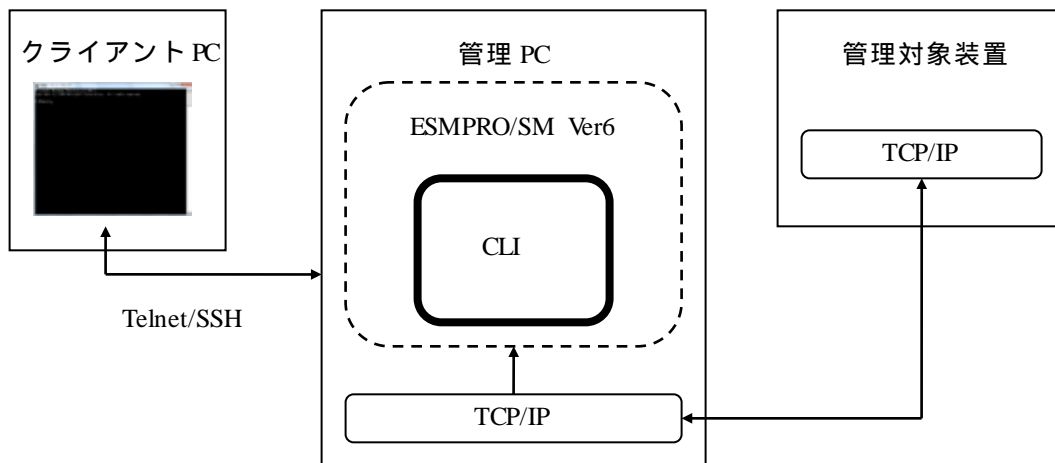 クライアント PC
管理 PC
管理対象装置
ESMPRO/SM Ver6
TCP/IP
CLI
Telnet/SSH
TCP/IP